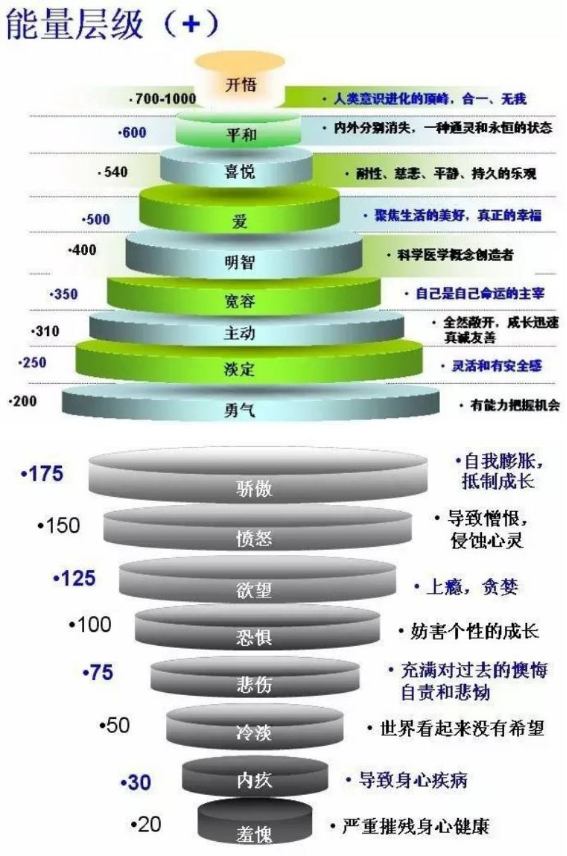 能量层级（+）
开悟
·700-1000
·人类意识进化的顶峰，合一、无我
·600
平和
·内外分别消失，一种通灵和永恒的状态
·540
喜悦
·耐性、慈悲、平静、持久的乐观
·500
爱
·聚焦生活的美好，真正的幸福
·400
明智
·科学医学概念创造者
·350
宽容
·自己是自己命运的主宰
·310
主动
·全然敞开，成长迅速
真诚友善
·250
淡定
·灵活和有安全感
·200
勇气
·有能力把握机会
•175
骄傲
•自我膨胀，
抵制成长
•150
愤怒
•导致憎恨，
侵蚀心灵
•125
欲望
•上瘾，贪婪
•100
恐惧
•妨害个性的成长
•75
悲伤
•充满对过去的懊悔
自责和悲恸
•50
冷淡
•世界看起来没有希望
•30
内疚
•导致身心疾病
•20
羞愧
•严重摧残身心健康